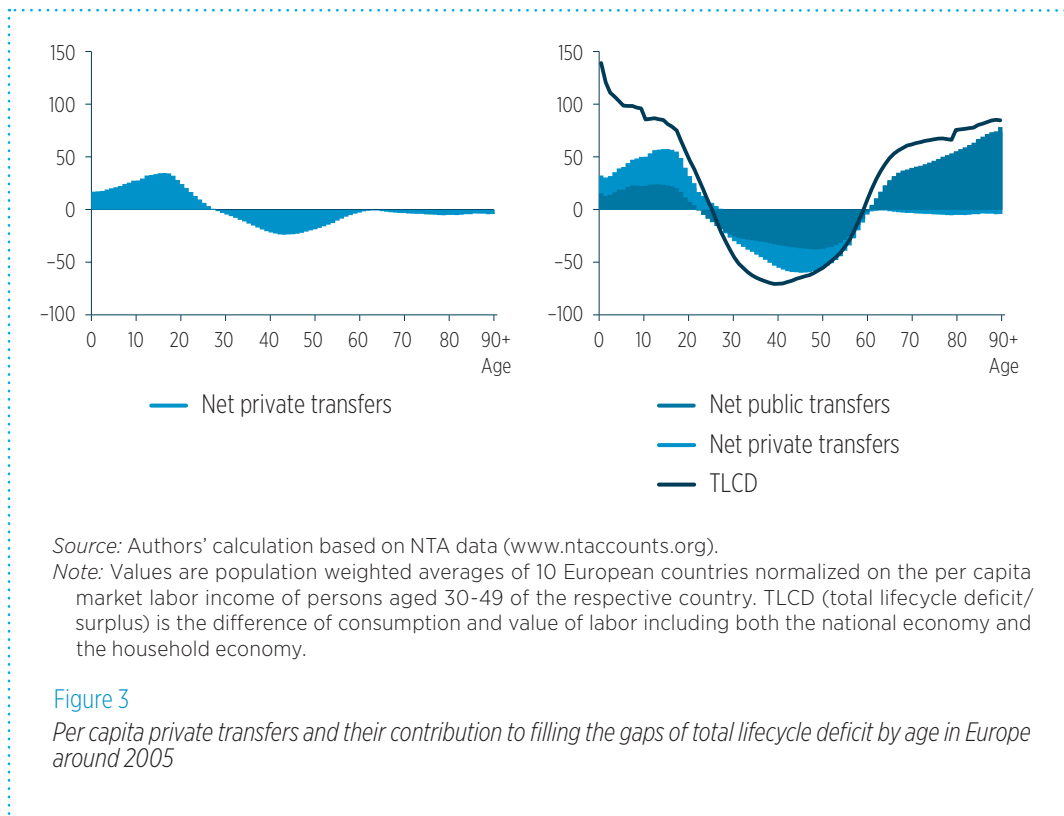 150
100
50
0
−50
−100
0 10 20 30 40 50 60 70 80 90+
Age
Net private transfers
150
100
50
0
−50
−100
0 10 20 30 40 50 60 70 80 90+
Age
Net public transfers
Net private transfers
TLCD
Source: Authors’ calculation based on NTA data (www.ntaccounts.org).
Note: Values are population weighted averages of 10 European countries normalized on the per capita
market labor income of persons aged 30-49 of the respective country. TLCD (total lifecycle deficit/
surplus) is the difference of consumption and value of labor including both the national economy and
the household economy.
Figure 3
Per capita private transfers and their contribution to filling the gaps of total lifecycle deficit by age in Europe
around 2005